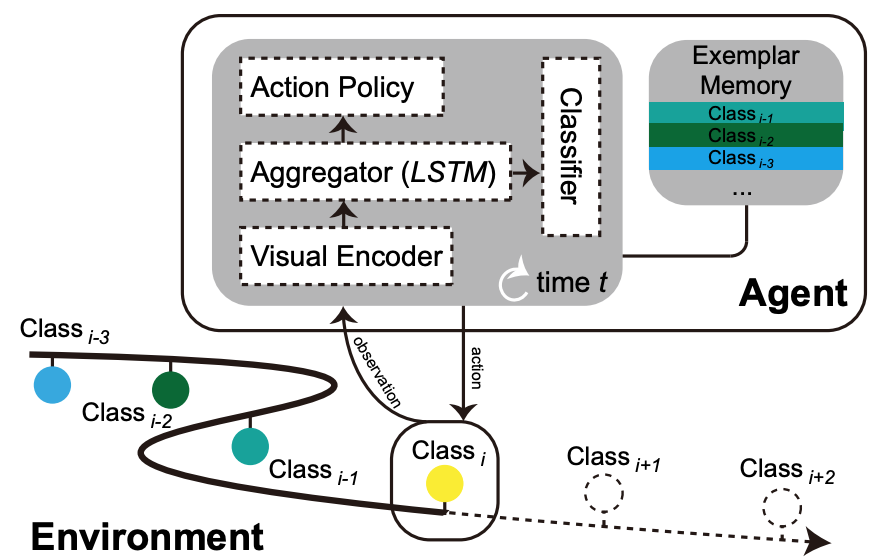 Action Policy
Aggregator (LSTM)
Visual Encoder
Classifier
time t
Exemplar
Memory
Class i-1
Class i-2
Class i-3
...
Agent
observation
action
Class i-3
Class i-2
Class i-1
Class i
Class i+1
Class i+2
Environment